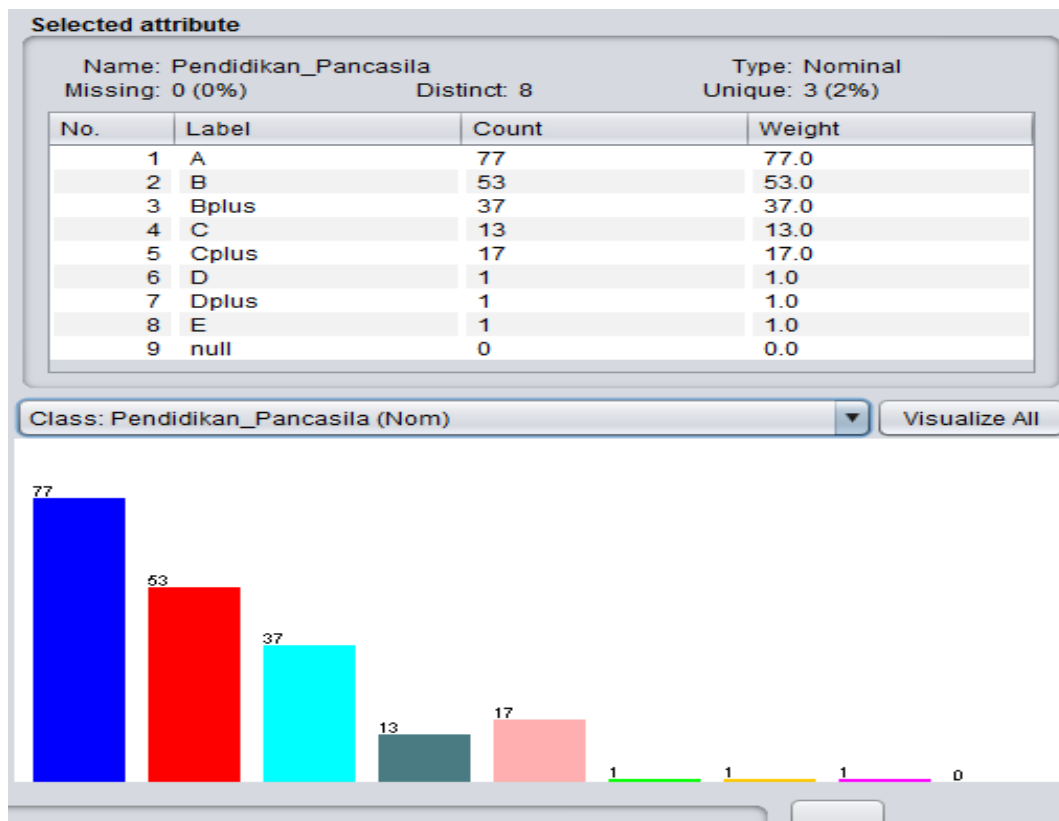 Selected attribute
Name: Pendidikan_Pancasila Type: Nominal
Missing: 0 (0%) Distinct: 8 Unique: 3 (2%)
No. Label Count Weight
1 A 77 77.0
2 B 53 53.0
3 Bplus 37 37.0
4 C 13 13.0
5 Cplus 17 17.0
6 D 1 1.0
7 Dplus 1 1.0
8 E 1 1.0
9 null 0 0.0
Class: Pendidikan_Pancasila (Nom) Visualize All
77
53
37
13
17
1
1
1
0